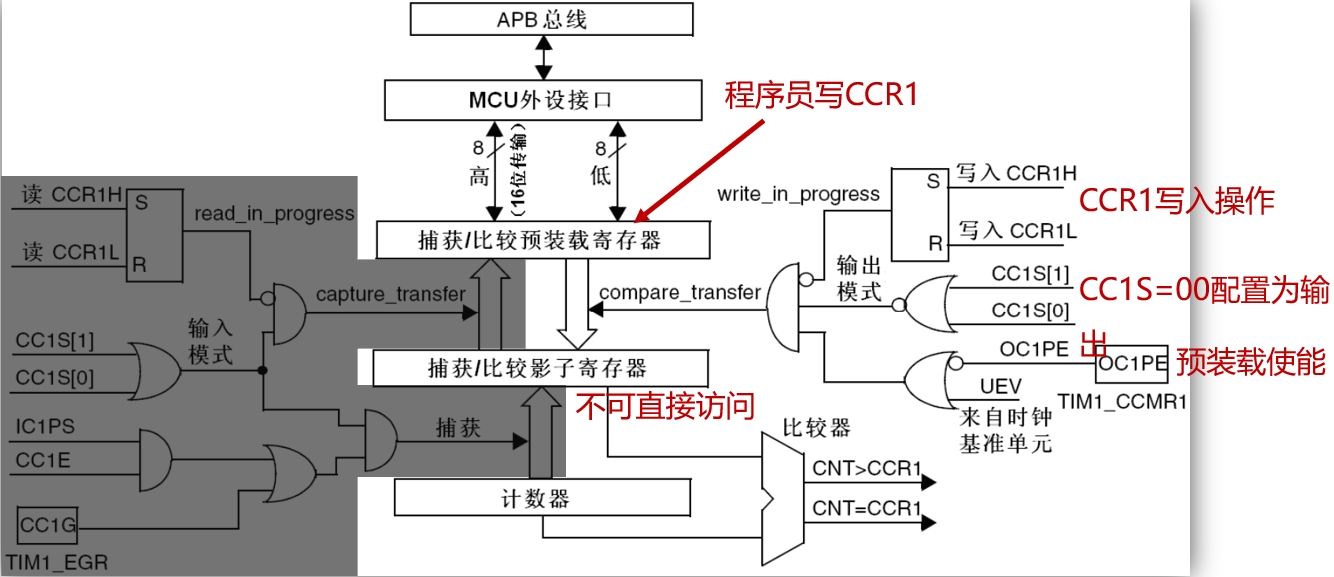 APB 总线
MCU外设接口
程序员写CCR1
8
高
(16位传输)
8
低
读 CCR1H
S
read_in_progress
读 CCR1L
R
write_in_progress
S
写入 CCR1H
R
写入 CCR1L
CCR1写入操作
捕获/比较预装载寄存器
capture_transfer
compare_transfer
输出
模式
CC1S[1]
CC1S[0]
CC1S=00配置为输
出
输入
模式
CC1S[1]
CC1S[0]
捕获/比较影子寄存器
不可直接访问
OC1PE
OC1PE
预装载使能
UEV
TIM1_CCMR1
来自时钟
基准单元
IC1PS
CC1E
捕获
比较器
CNT>CCR1
CNT=CCR1
计数器
CC1G
TIM1_EGR